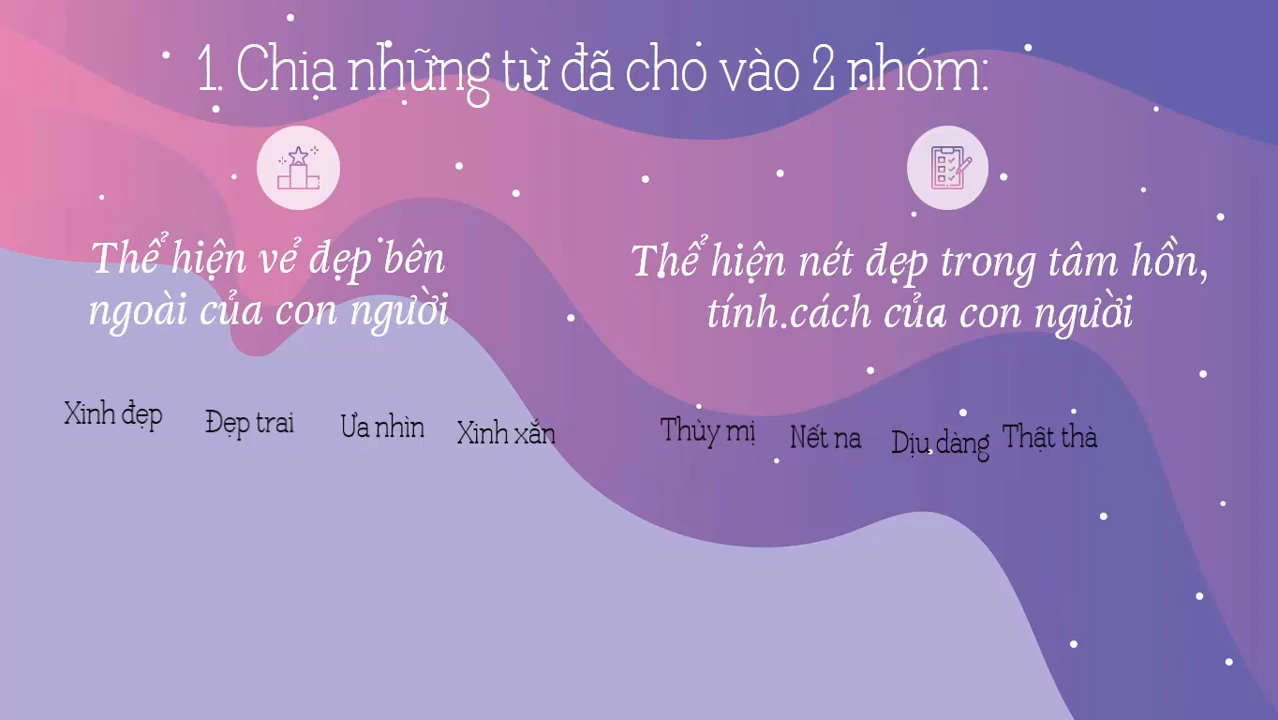 1. Chia những từ đã cho vào 2 nhóm:
Thể hiện vẻ đẹp bên
ngoài của con người
Thể hiện nét đẹp trong tâm hồn,
tính cách của con người
Xinh đẹp
Đẹp trai
Ưa nhìn
Xinh xắn
Thùy mị
Nết na
Dịu dàng
Thật thà